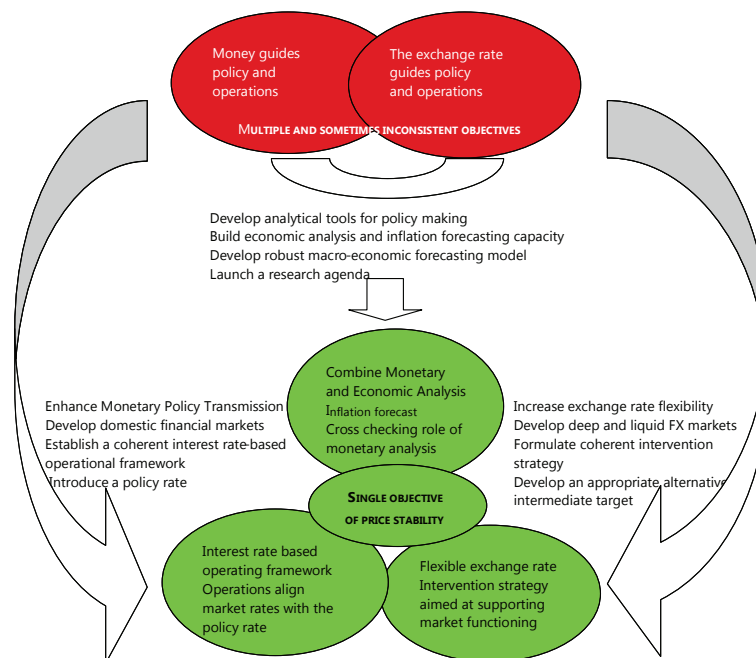 Money guides
policy and
operations
The exchange rate
guides policy
and operations
MULTIPLE AND SOMETIMES INCONSISTENT OBJECTIVES
Develop analytical tools for policy making
Build economic analysis and inflation forecasting capacity
Develop robust macro-economic forecasting model
Launch a research agenda
Combine Monetary
and Economic Analysis
Inflation forecast
Cross checking role of
monetary analysis
Enhance Monetary Policy Transmission
Develop domestic financial markets
Establish a coherent interest rate-based
operational framework
Introduce a policy rate
Increase exchange rate flexibility
Develop deep and liquid FX markets
Formulate coherent intervention
strategy
Develop an appropriate alternative
intermediate target
SINGLE OBJECTIVE
OF PRICE STABILITY
Interest rate based
operating framework
Operations align
market rates with the
policy rate
Flexible exchange rate
Intervention strategy
aimed at supporting
market functioning